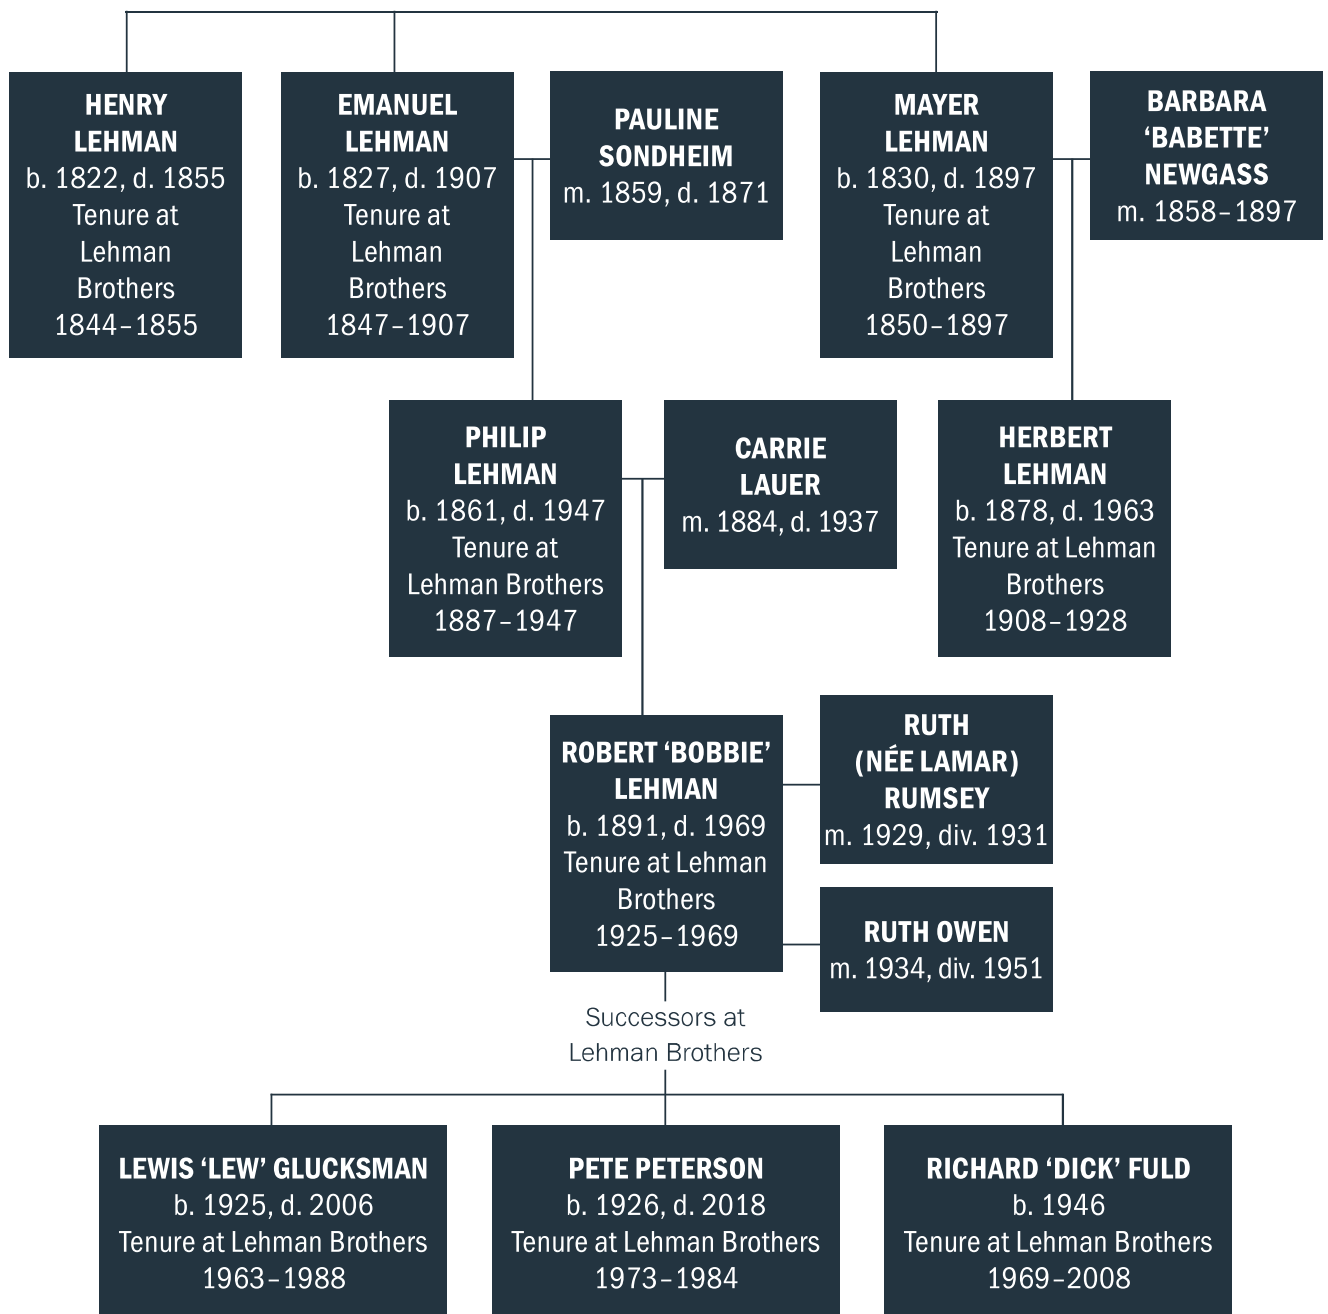 HENRY
LEHMAN
b. 1822, d. 1855
Tenure at
Lehman
Brothers
1844–1855
EMANUEL
LEHMAN
b. 1827, d. 1907
Tenure at
Lehman
Brothers
1847–1907
PAULINE
SONDHEIM
m. 1859, d. 1871
MAYER
LEHMAN
b. 1830, d. 1897
Tenure at
Lehman
Brothers
1850–1897
BARBARA
‘BABETTE’
NEWGASS
m. 1858–1897
PHILIP
LEHMAN
b. 1861, d. 1947
Tenure at
Lehman Brothers
1887–1947
CARRIE
LAUER
m. 1884, d. 1937
HERBERT
LEHMAN
b. 1878, d. 1963
Tenure at Lehman
Brothers
1908–1928
ROBERT ‘BOBBIE’
LEHMAN
b. 1891, d. 1969
Tenure at Lehman
Brothers
1925–1969
RUTH
(NÉE LAMAR)
RUMSEY
m. 1929, div. 1931
RUTH OWEN
m. 1934, div. 1951
Successors at
Lehman Brothers
LEWIS ‘LEW’ GLUCKSMAN
b. 1925, d. 2006
Tenure at Lehman Brothers
1963–1988
PETE PETERSON
b. 1926, d. 2018
Tenure at Lehman Brothers
1973–1984
RICHARD ‘DICK’ FULD
b. 1946
Tenure at Lehman Brothers
1969–2008